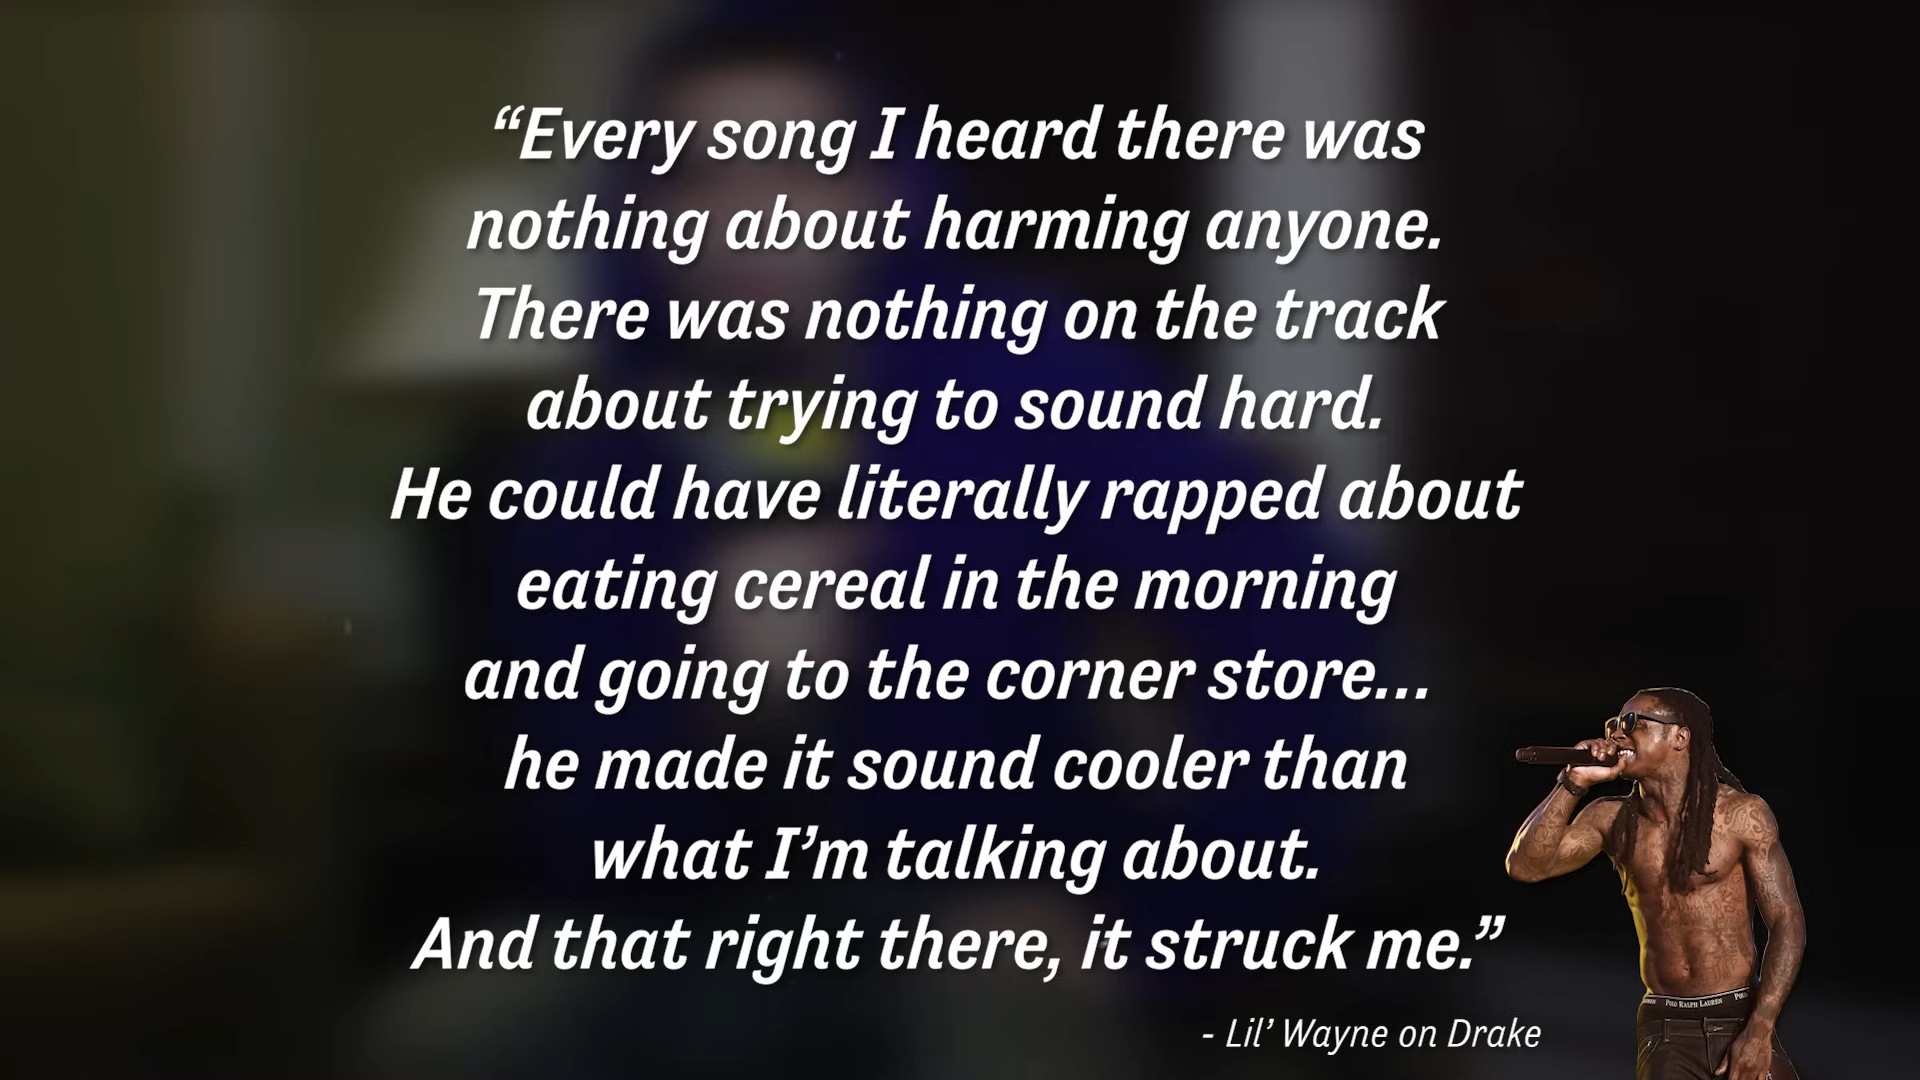 “Every song I heard there was
nothing about harming anyone.
There was nothing on the track
about trying to sound hard.
He could have literally rapped about
eating cereal in the morning
and going to the corner store...
he made it sound cooler than
what I’m talking about.
And that right there, it struck me.”
- Lil’ Wayne on Drake
POLO RALPH LAUREN